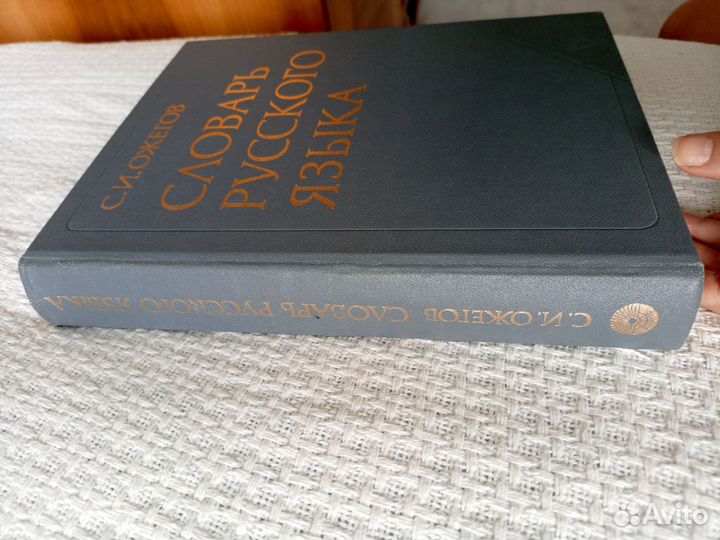 С.И.ОЖЕГОВ
СЛОВАРЬ
РУССКОГО
ЯЗЫКА
С.И. ОЖЕГОВ СЛОВАРЬ РУССКОГО ЯЗЫКА
Avito